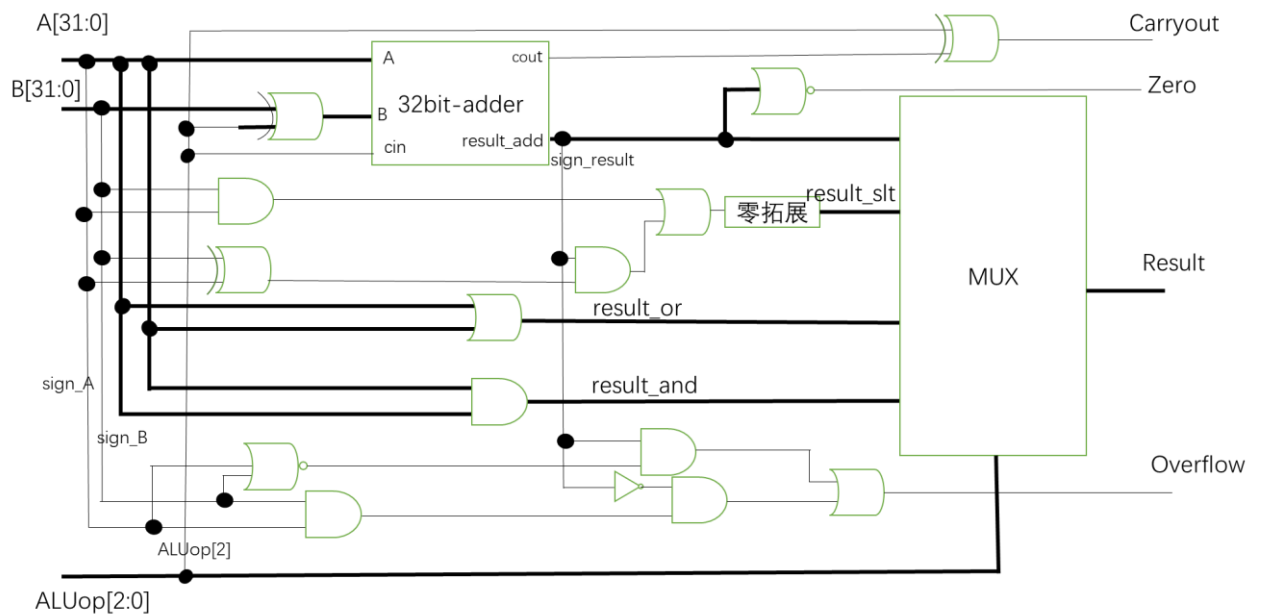 A[31:0]
Carryout
A
cout
B[31:0]
Zero
32bit-adder
B
cin
result_add
sign_result
零拓展
result_slt
MUX
Result
result_or
sign_A
result_and
sign_B
Overflow
ALUop[2]
ALUop[2:0]